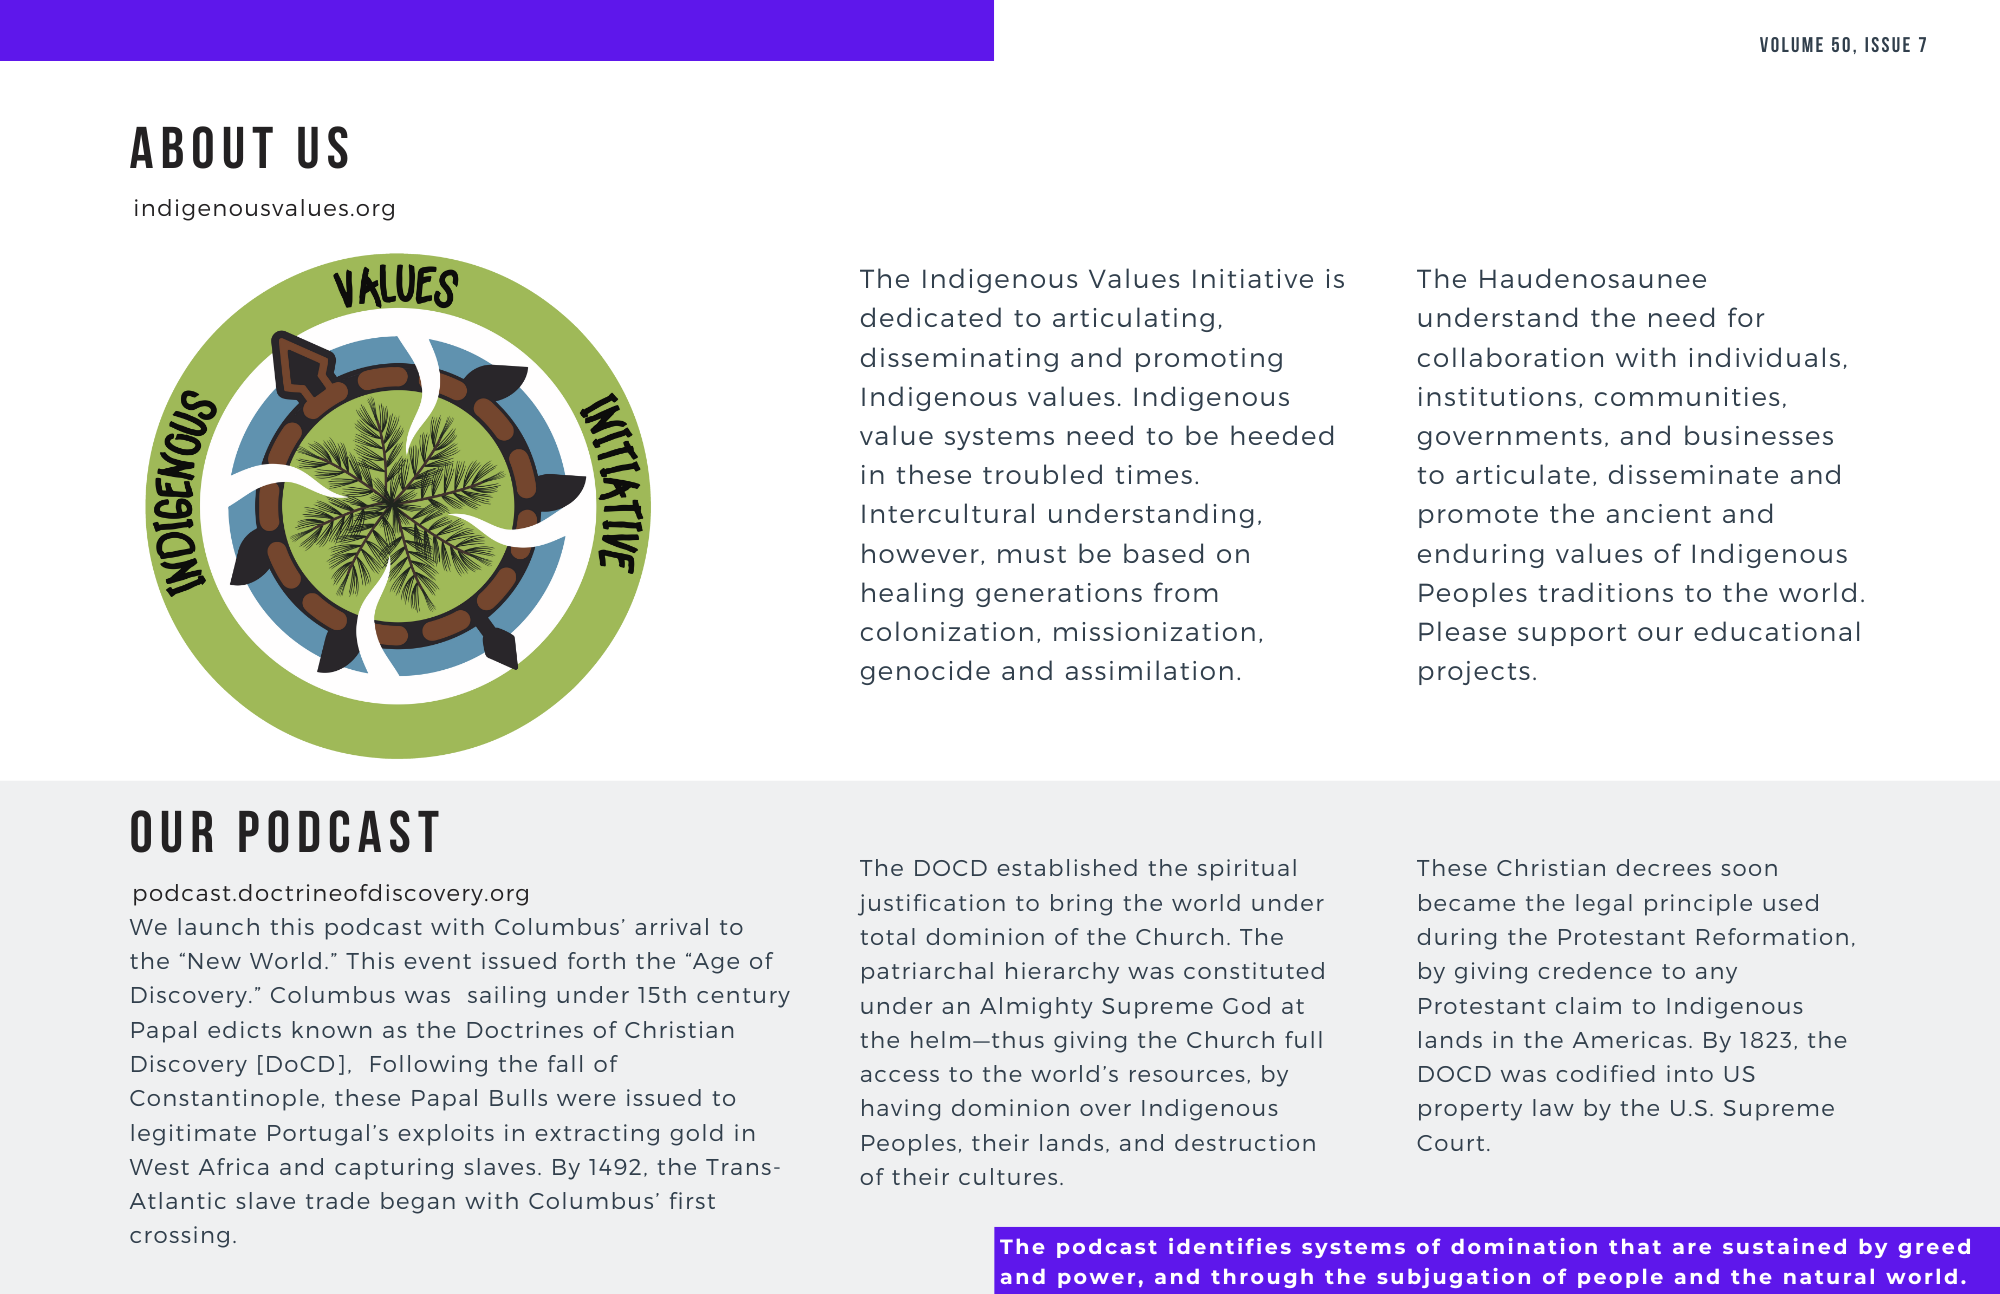 VOLUME 50, ISSUE 7
ABOUT US
indigenousvalues.org
INDIGENOUS
VALUES
INITIATIVE
The Indigenous Values Initiative is
dedicated to articulating,
disseminating and promoting
Indigenous values. Indigenous
value systems need to be heeded
in these troubled times.
Intercultural understanding,
however, must be based on
healing generations from
colonization, missionization,
genocide and assimilation.
The Haudenosaunee
understand the need for
collaboration with individuals,
institutions, communities,
governments, and businesses
to articulate, disseminate and
promote the ancient and
enduring values of Indigenous
Peoples traditions to the world.
Please support our educational
projects.
OUR PODCAST
podcast.doctrineofdiscovery.org
We launch this podcast with Columbus’ arrival to
the “New World.” This event issued forth the “Age of
Discovery.” Columbus was  sailing under 15th century
Papal edicts known as the Doctrines of Christian
Discovery [DoCD],  Following the fall of
Constantinople, these Papal Bulls were issued to
legitimate Portugal’s exploits in extracting gold in
West Africa and capturing slaves. By 1492, the Trans-
Atlantic slave trade began with Columbus’ first
crossing.
The DOCD established the spiritual
justification to bring the world under
total dominion of the Church. The
patriarchal hierarchy was constituted
under an Almighty Supreme God at
the helm—thus giving the Church full
access to the world’s resources, by
having dominion over Indigenous
Peoples, their lands, and destruction
of their cultures.
These Christian decrees soon
became the legal principle used
during the Protestant Reformation,
by giving credence to any
Protestant claim to Indigenous
lands in the Americas. By 1823, the
DOCD was codified into US
property law by the U.S. Supreme
Court.
The podcast identifies systems of domination that are sustained by greed
and power, and through the subjugation of people and the natural world.